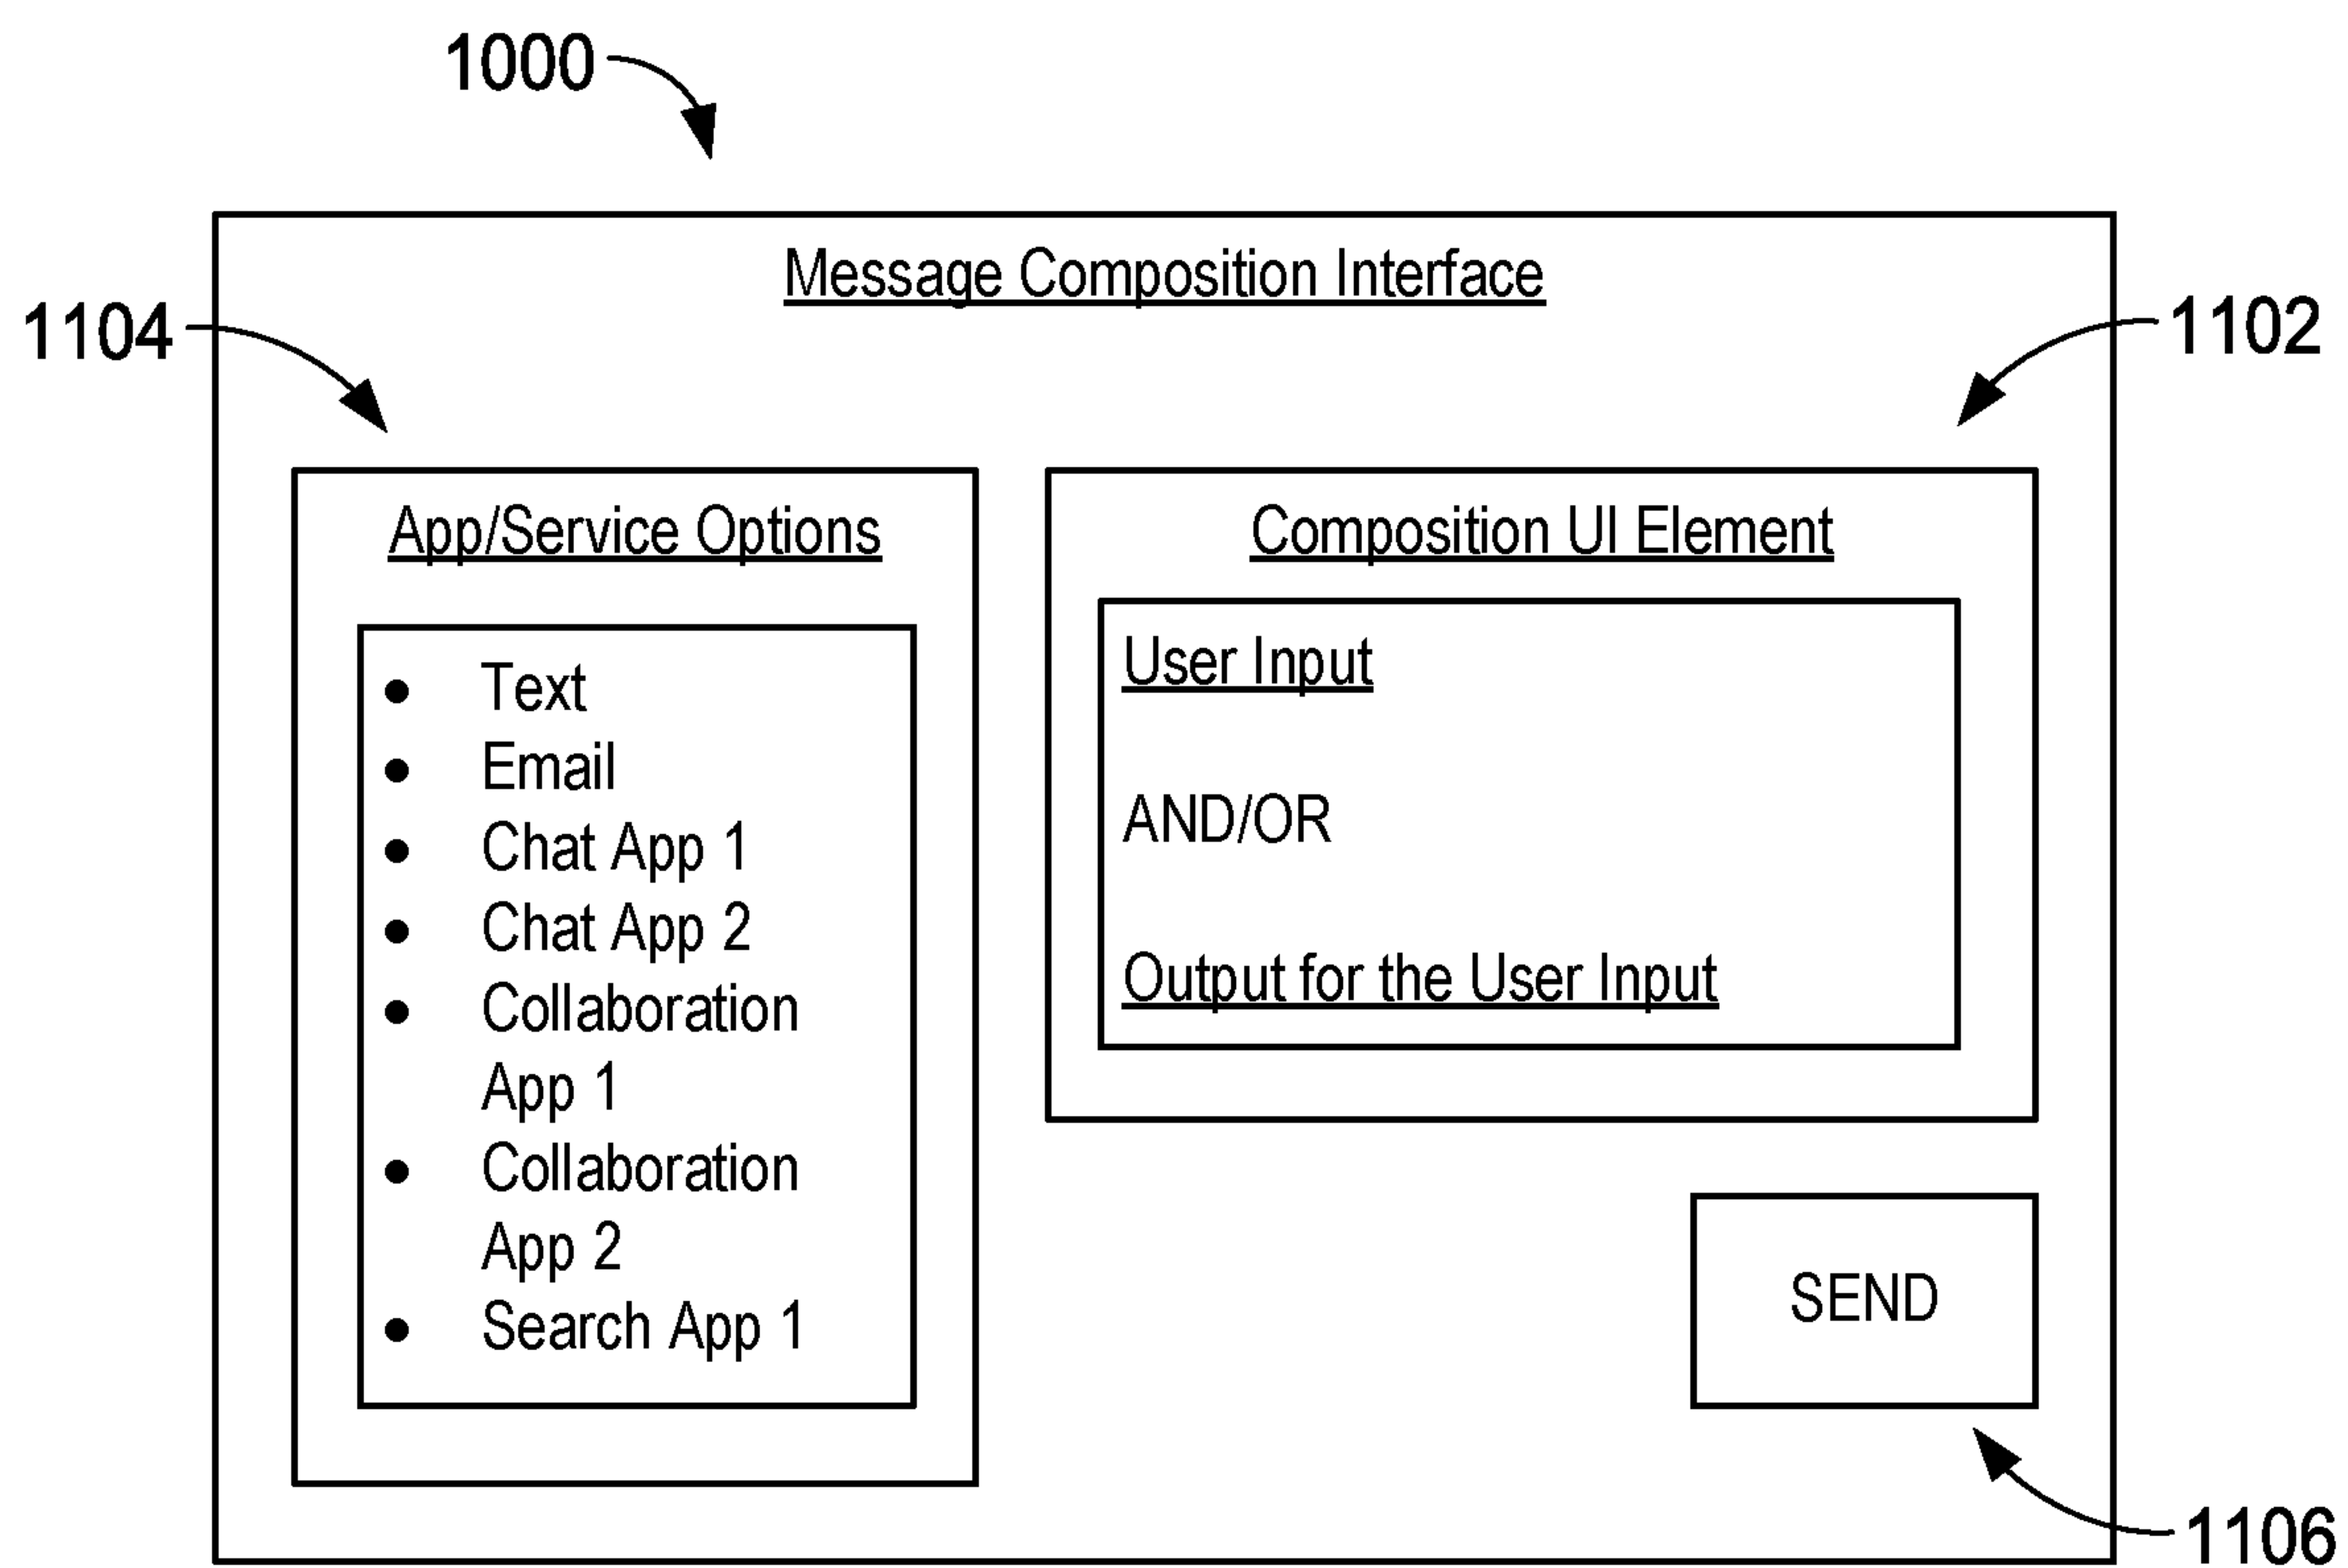 1000
Message Composition Interface
1104
1102
App/Service Options
• Text
• Email
• Chat App 1
• Chat App 2
• Collaboration
App 1
• Collaboration
App 2
• Search App 1
Composition UI Element
User Input
AND/OR
Output for the User Input
SEND
1106